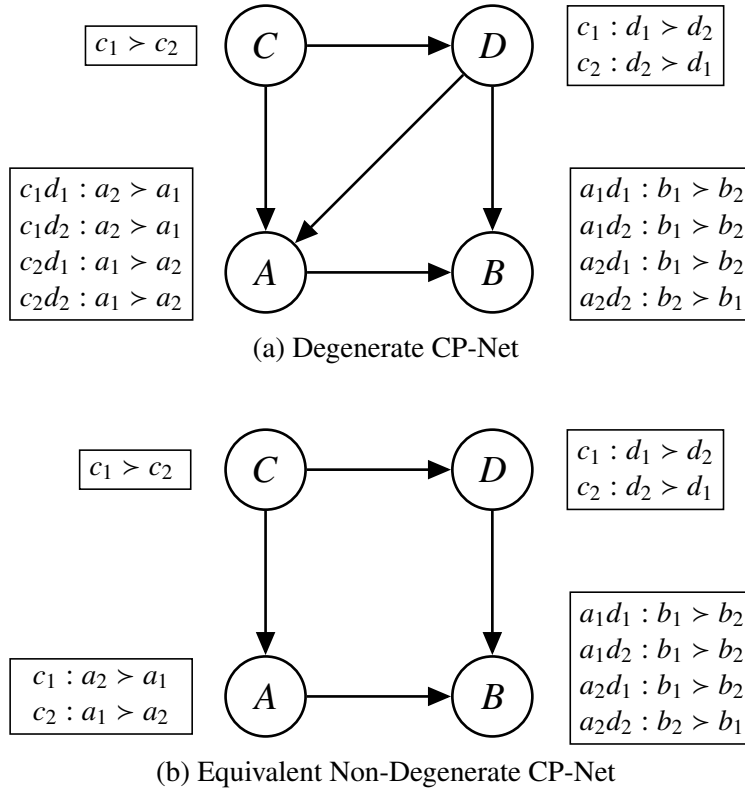 c₁ ≻ c₂
C
D
c₁ : d₁ ≻ d₂
c₂ : d₂ ≻ d₁
c₁d₁ : a₂ ≻ a₁
c₁d₂ : a₂ ≻ a₁
c₂d₁ : a₁ ≻ a₂
c₂d₂ : a₁ ≻ a₂
A
B
a₁d₁ : b₁ ≻ b₂
a₁d₂ : b₁ ≻ b₂
a₂d₁ : b₁ ≻ b₂
a₂d₂ : b₂ ≻ b₁
(a) Degenerate CP-Net
c₁ ≻ c₂
C
D
c₁ : d₁ ≻ d₂
c₂ : d₂ ≻ d₁
c₁ : a₂ ≻ a₁
c₂ : a₁ ≻ a₂
A
B
a₁d₁ : b₁ ≻ b₂
a₁d₂ : b₁ ≻ b₂
a₂d₁ : b₁ ≻ b₂
a₂d₂ : b₂ ≻ b₁
(b) Equivalent Non-Degenerate CP-Net